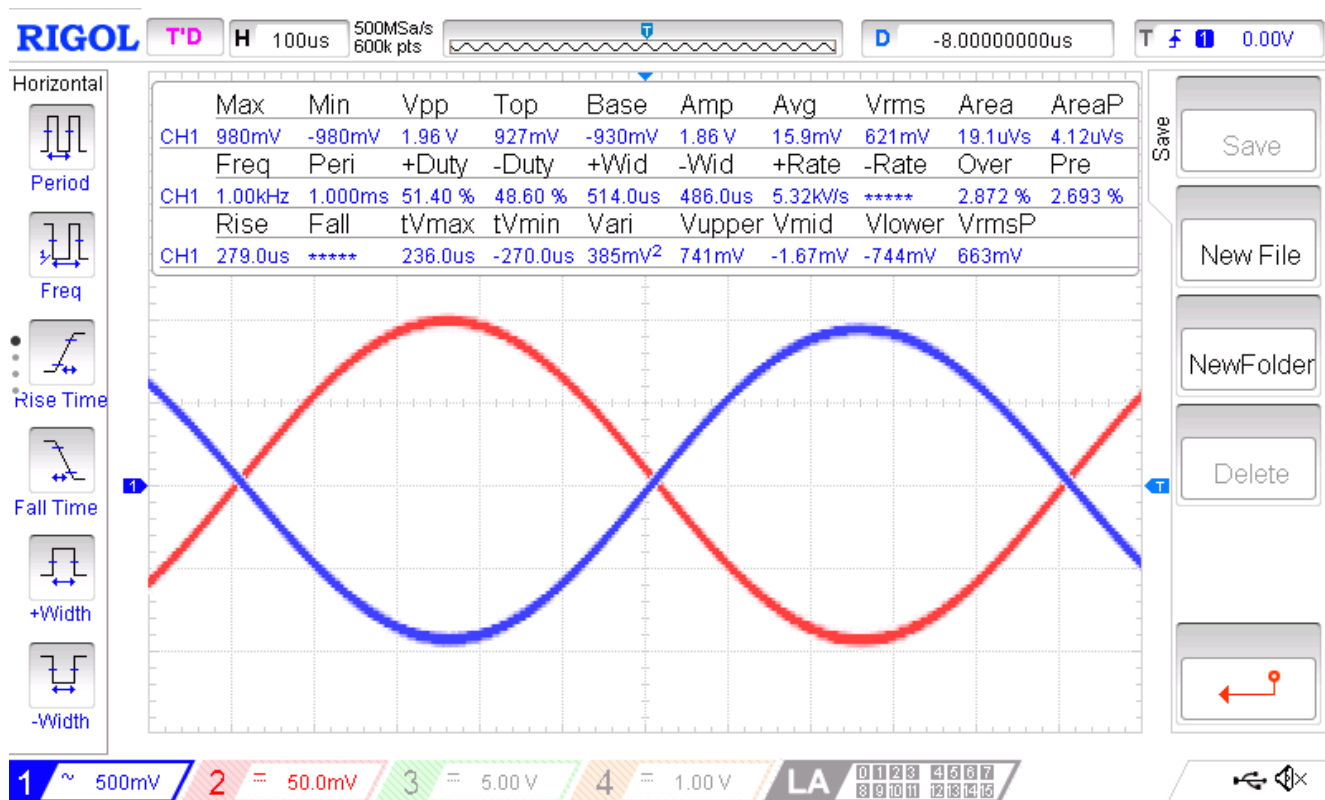 RIGOL T'D H 100us 500MSa/s 600k pts T D -8.00000000us T 1 0.00V
Horizontal
Period
Freq
Rise Time
Fall Time
+Width
-Width
Max Min Vpp Top Base Amp Avg Vrms Area AreaP
CH1 980mV -980mV 1.96 V 927mV -930mV 1.86 V 15.9mV 621mV 19.1uVs 4.12uVs
Freq Peri +Duty -Duty +Wid -Wid +Rate -Rate Over Pre
CH1 1.00kHz 1.000ms 51.40 % 48.60 % 514.0us 486.0us 5.32kV/s ***** 2.872 % 2.693 %
Rise Fall tVmax tVmin Vari Vupper Vmid Vlower VrmsP
CH1 279.0us ***** 236.0us -270.0us 385mV² 741mV -1.67mV -744mV 663mV
1
T
Save
Save
New File
NewFolder
Delete
1 ~ 500mV 2 50.0mV 3 5.00 V 4 1.00 V LA 0 1 2 3 4 5 6 7
8 9 10 11 12 13 14 15